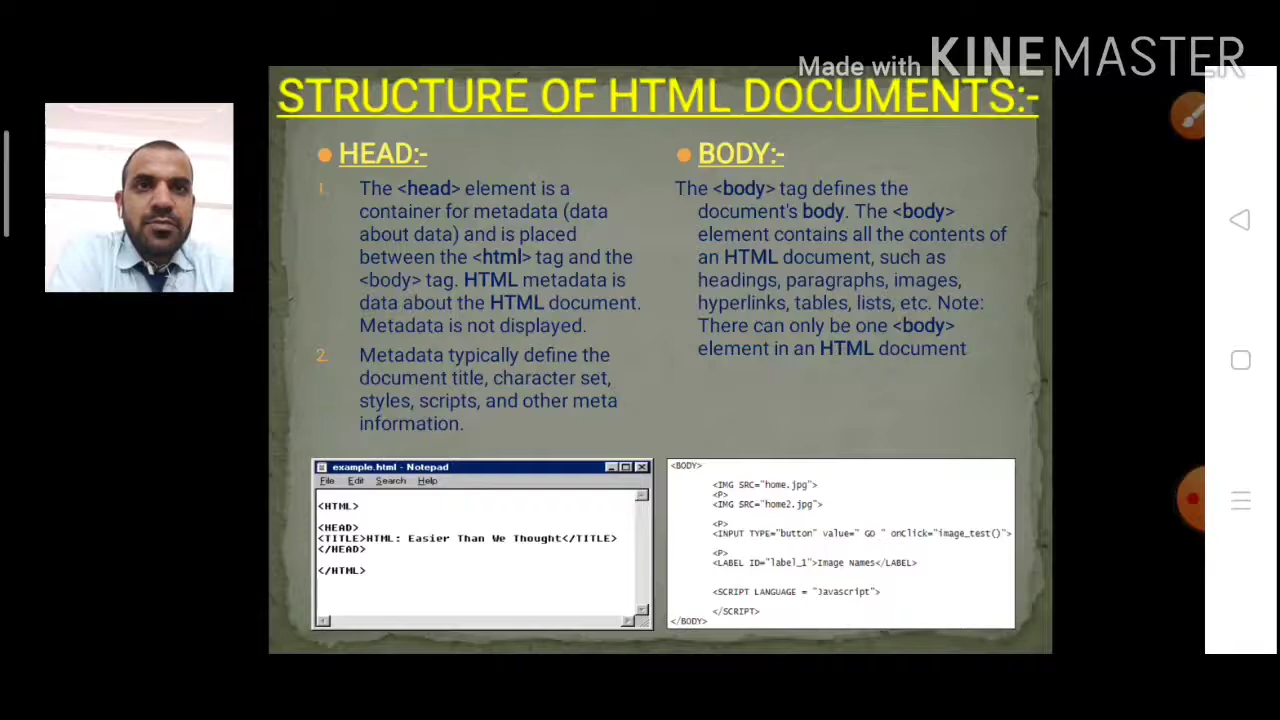 Made with KINEMASTER
STRUCTURE OF HTML DOCUMENTS:-
HEAD:-
1. The <head> element is a
container for metadata (data
about data) and is placed
between the <html> tag and the
<body> tag. HTML metadata is
data about the HTML document.
Metadata is not displayed.
2. Metadata typically define the
document title, character set,
styles, scripts, and other meta
information.
BODY:-
The <body> tag defines the
document's body. The <body>
element contains all the contents of
an HTML document, such as
headings, paragraphs, images,
hyperlinks, tables, lists, etc. Note:
There can only be one <body>
element in an HTML document
example.html - Notepad
File Edit Search Help
<HTML>
<HEAD>
<TITLE>HTML: Easier Than We Thought</TITLE>
</HEAD>
</HTML>
<BODY>
<IMG SRC="home.jpg">
<P>
<IMG SRC="home2.jpg">
<P>
<INPUT TYPE="button" value=" GO " onClick="image_test()">
<P>
<LABEL ID="label_1">Image Names</LABEL>
<SCRIPT LANGUAGE = "Javascript">
</SCRIPT>
</BODY>